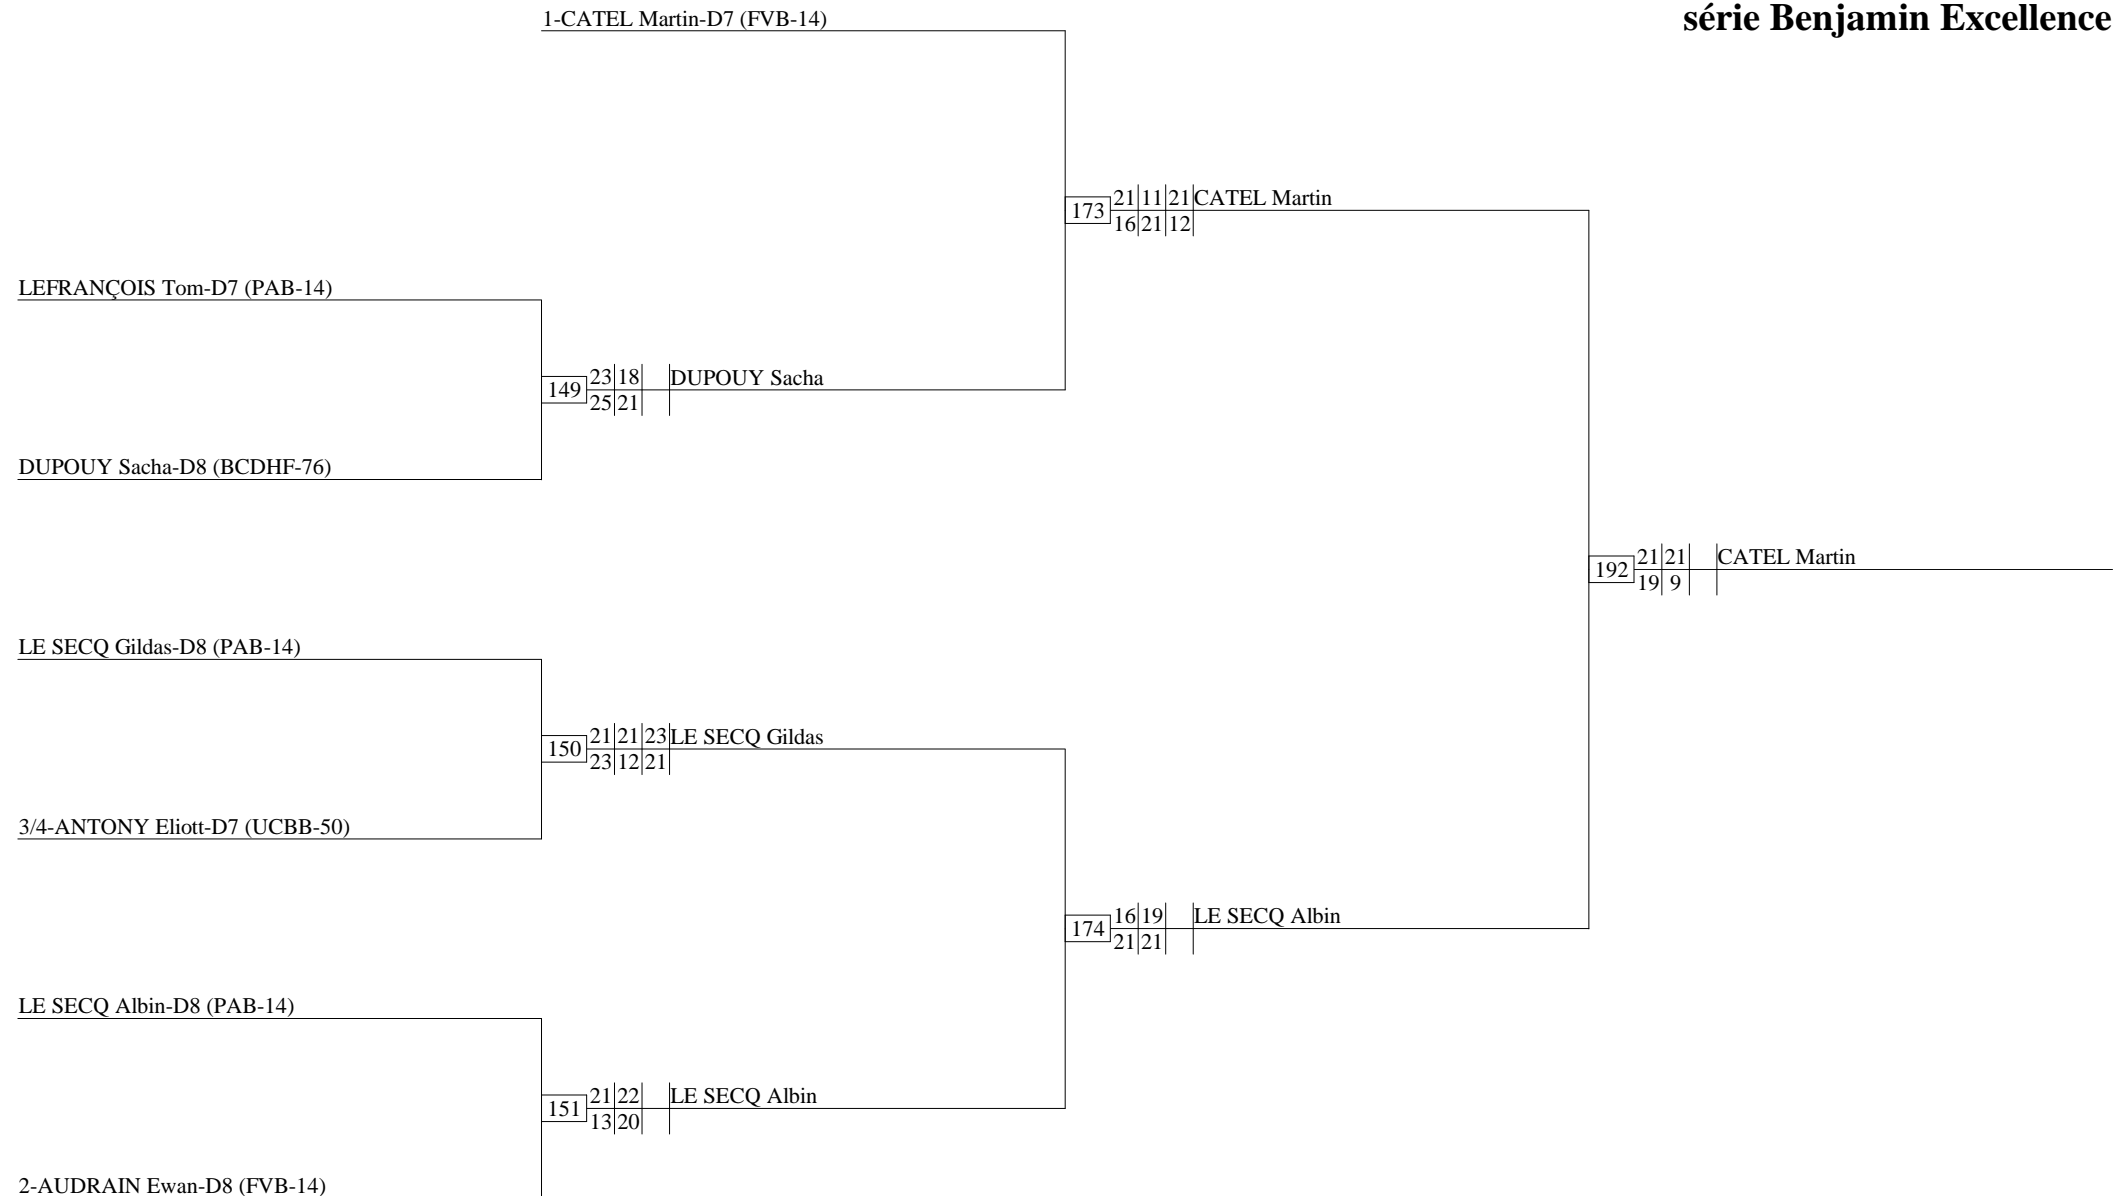 série Benjamin Excellence
1-CATEL Martin-D7 (FVB-14)
173 21 11 21 CATEL Martin
16 21 12
LEFRANÇOIS Tom-D7 (PAB-14)
149 23 18 DUPOUY Sacha
25 21
DUPOUY Sacha-D8 (BCDHF-76)
192 21 21 CATEL Martin
19 9
LE SECQ Gildas-D8 (PAB-14)
150 21 21 23 LE SECQ Gildas
23 12 21
3/4-ANTONY Eliott-D7 (UCBB-50)
174 16 19 LE SECQ Albin
21 21
LE SECQ Albin-D8 (PAB-14)
151 21 22 LE SECQ Albin
13 20
2-AUDRAIN Ewan-D8 (FVB-14)